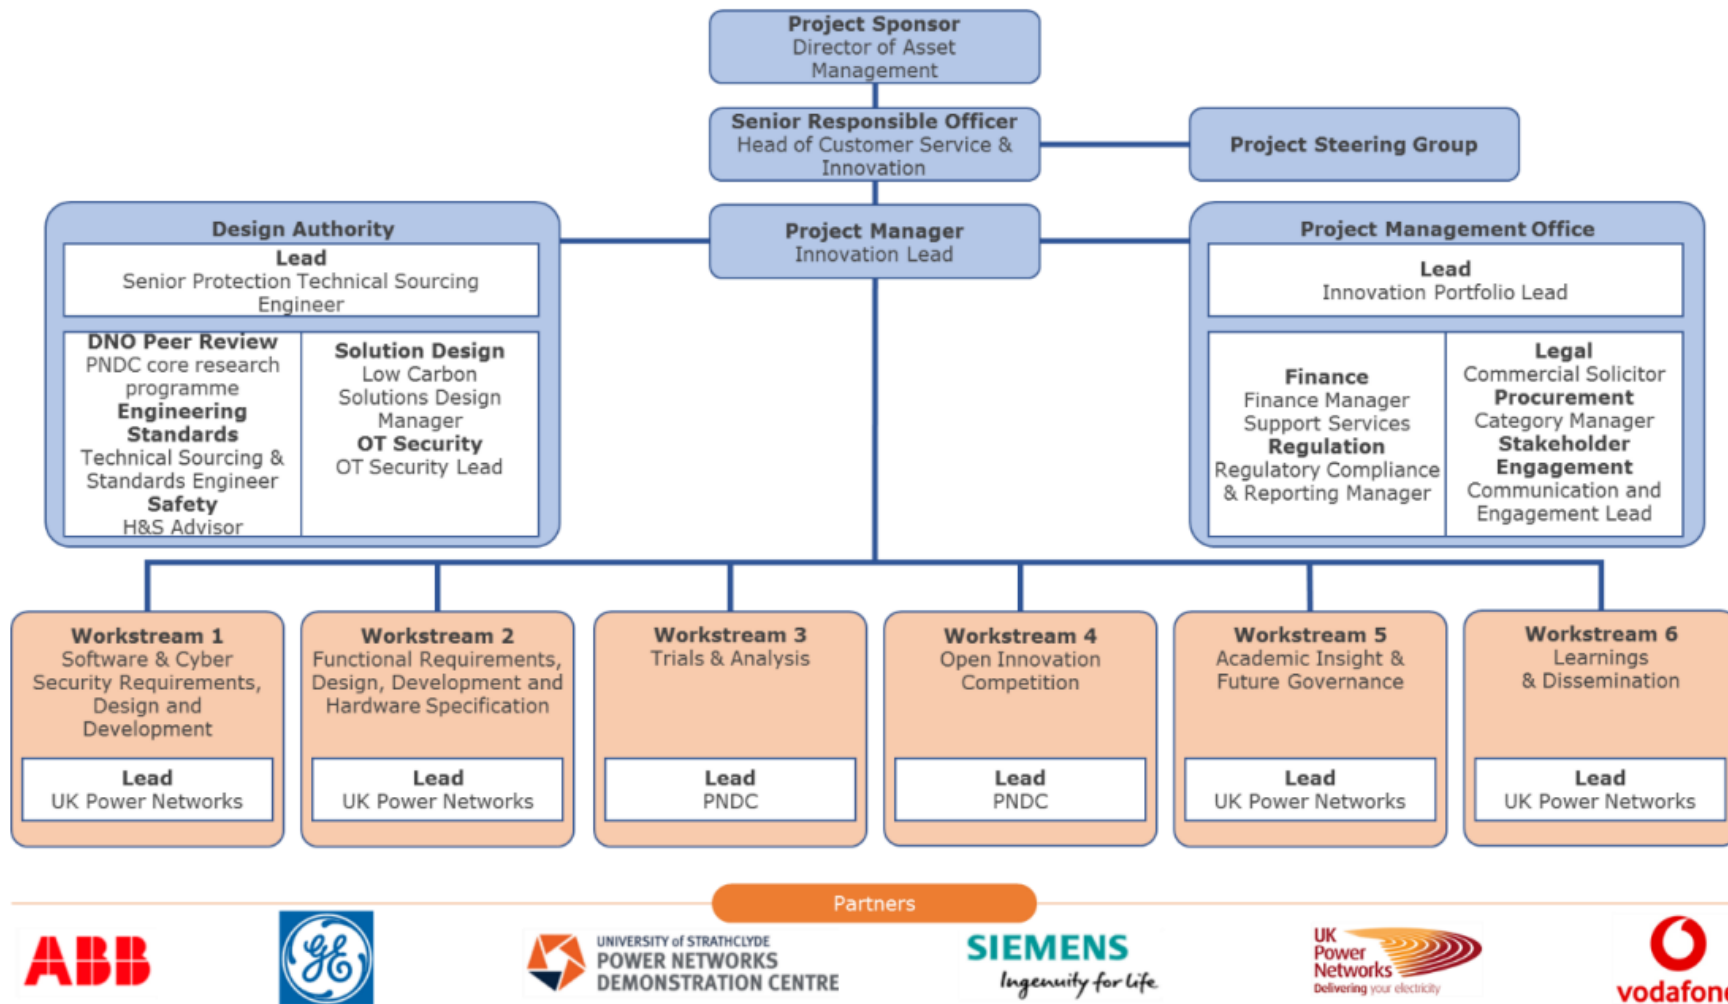 Project Sponsor
Director of Asset
Management
Senior Responsible Officer
Head of Customer Service &
Innovation
Project Steering Group
Project Manager
Innovation Lead
Design Authority
Lead
Senior Protection Technical Sourcing
Engineer
DNO Peer Review
PNDC core research
programme
Engineering
Standards
Technical Sourcing &
Standards Engineer
Safety
H&S Advisor
Solution Design
Low Carbon
Solutions Design
Manager
OT Security
OT Security Lead
Project Management Office
Lead
Innovation Portfolio Lead
Finance
Finance Manager
Support Services
Regulation
Regulatory Compliance
& Reporting Manager
Legal
Commercial Solicitor
Procurement
Category Manager
Stakeholder
Engagement
Communication and
Engagement Lead
Workstream 1
Software & Cyber
Security Requirements,
Design and
Development
Lead
UK Power Networks
Workstream 2
Functional Requirements,
Design, Development and
Hardware Specification
Lead
UK Power Networks
Workstream 3
Trials & Analysis
Lead
PNDC
Workstream 4
Open Innovation
Competition
Lead
PNDC
Workstream 5
Academic Insight &
Future Governance
Lead
UK Power Networks
Workstream 6
Learnings
& Dissemination
Lead
UK Power Networks
Partners
ABB
GE
UNIVERSITY of STRATHCLYDE
POWER NETWORKS
DEMONSTRATION CENTRE
SIEMENS
Ingenuity for life
UK
Power
Networks
Delivering your electricity
vodafone